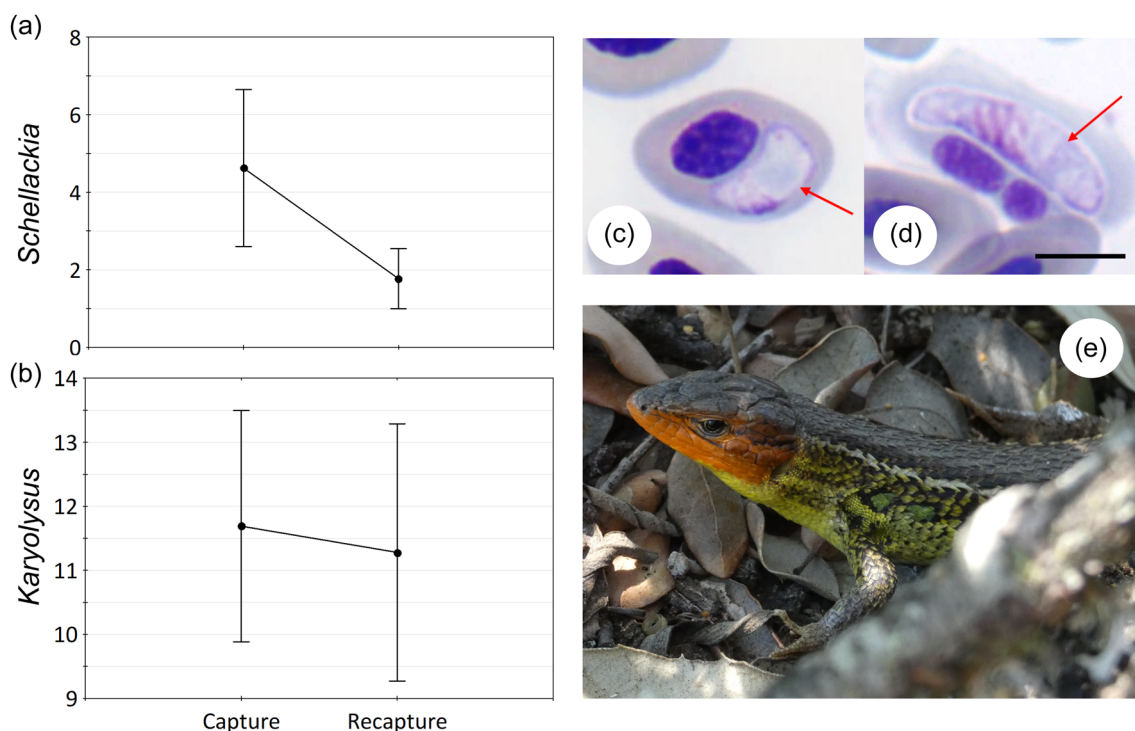 (a)
8
6
4
2
0
Schellackia
(b)
14
13
12
11
10
9
Karyolysus
Capture Recapture
(c)
(d)
(e)